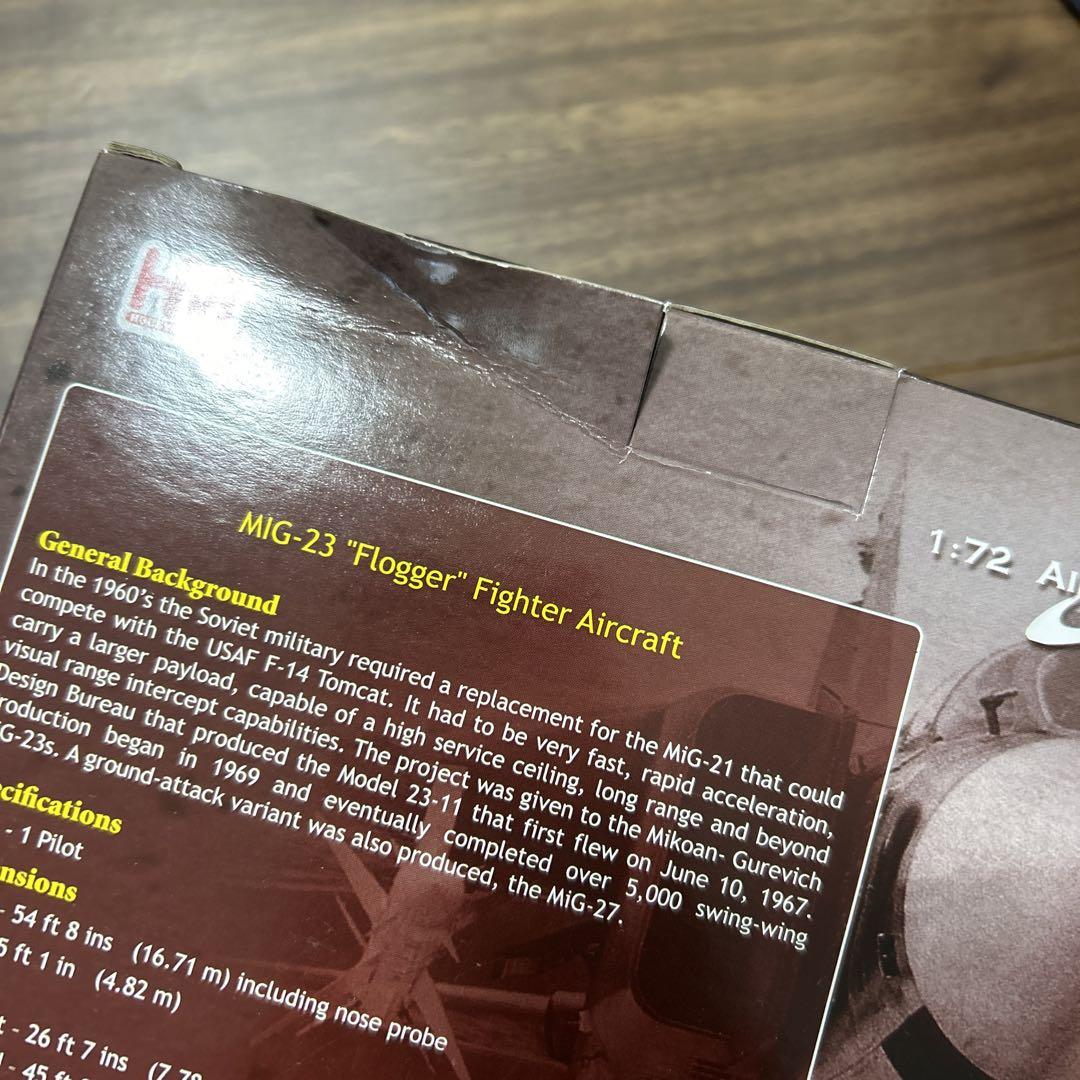 HM
1:72
MIG-23 "Flogger" Fighter Aircraft
General Background
In the 1960's the Soviet military required a replacement for the MiG-21 that could
compete with the USAF F-14 Tomcat. It had to be very fast, rapid acceleration,
carry a larger payload, capable of a high service ceiling, long range and beyond
visual range intercept capabilities. The project was given to the Mikoan- Gurevich
Design Bureau that produced the Model 23-11 that first flew on June 10, 1967.
roduction began in 1969 and eventually completed over 5,000 swing-wing
G-23s. A ground-attack variant was also produced, the MiG-27.
cifications
- 1 Pilot
nsions
- 54 ft 8 ins (16.71 m) including nose probe
5 ft 1 in (4.82 m)
t - 26 ft 7 ins (7.78
- 45 ft